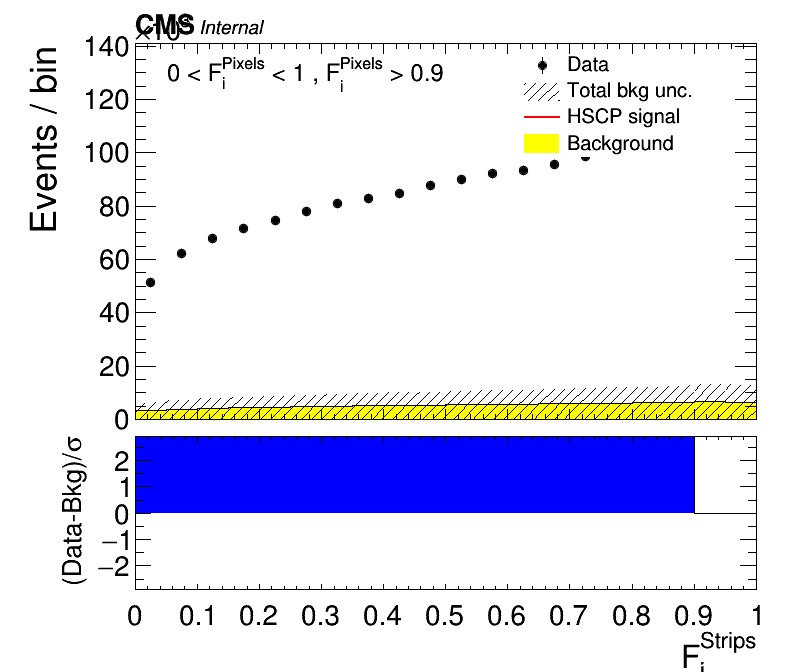 CMS Internal
×10³
140
120
100
80
60
40
20
0
Events / bin
0 < F_i^Pixels < 1 , F_i^Pixels > 0.9
Data
Total bkg unc.
HSCP signal
Background
2
1
0
−1
−2
(Data-Bkg)/σ
0 0.1 0.2 0.3 0.4 0.5 0.6 0.7 0.8 0.9 1
F_i^Strips